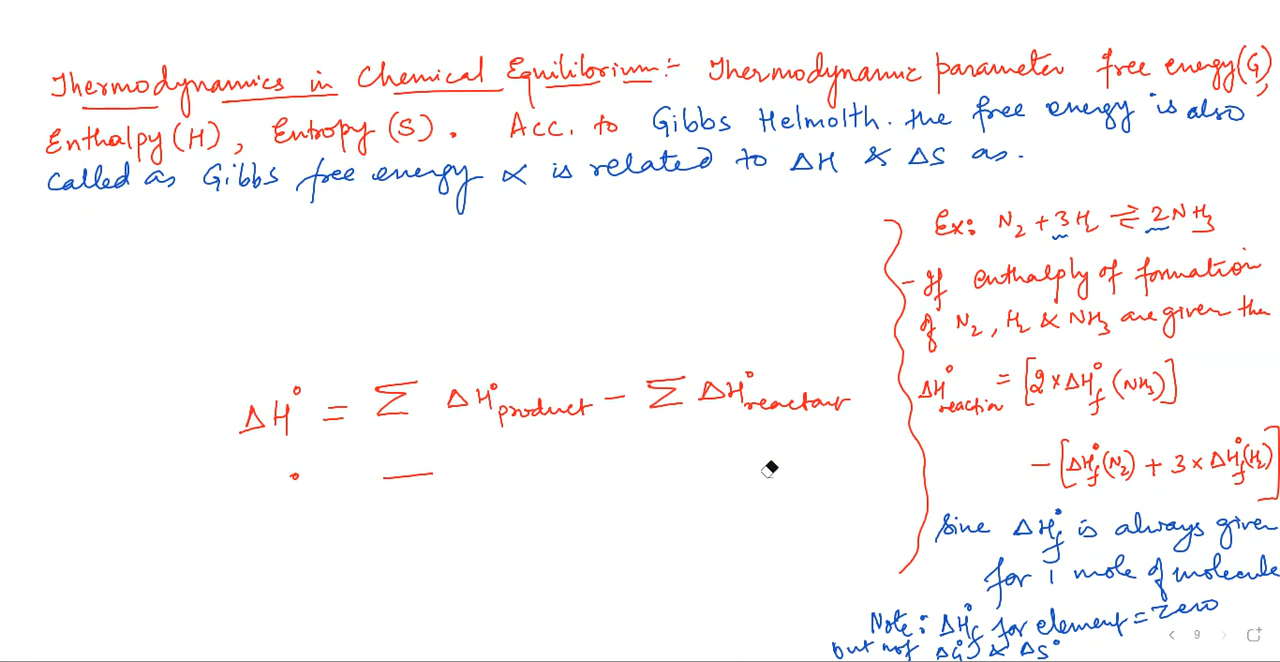 Thermodynamics in Chemical Equilibrium:- Thermodynamic parameter free energy (G),
Enthalpy (H), Entropy (S). Acc. to Gibbs Helmolth. the free energy is also
called as Gibbs free energy & is related to ΔH & ΔS as.
Ex: N₂ + 3H₂ ⇌ 2NH₃
- If enthalply of formation
of N₂, H₂ & NH₃ are given the
ΔH°reaction = [2 × ΔH°f (NH₃)]
- [ΔH°f (N₂) + 3 × ΔH°f (H₂)]
Sine ΔH°f is always given
for 1 mole of molecule
Note: ΔH°f for element = Zero
but not ΔG° & ΔS°
ΔH° = Σ ΔH°product - Σ ΔH°reactant
9